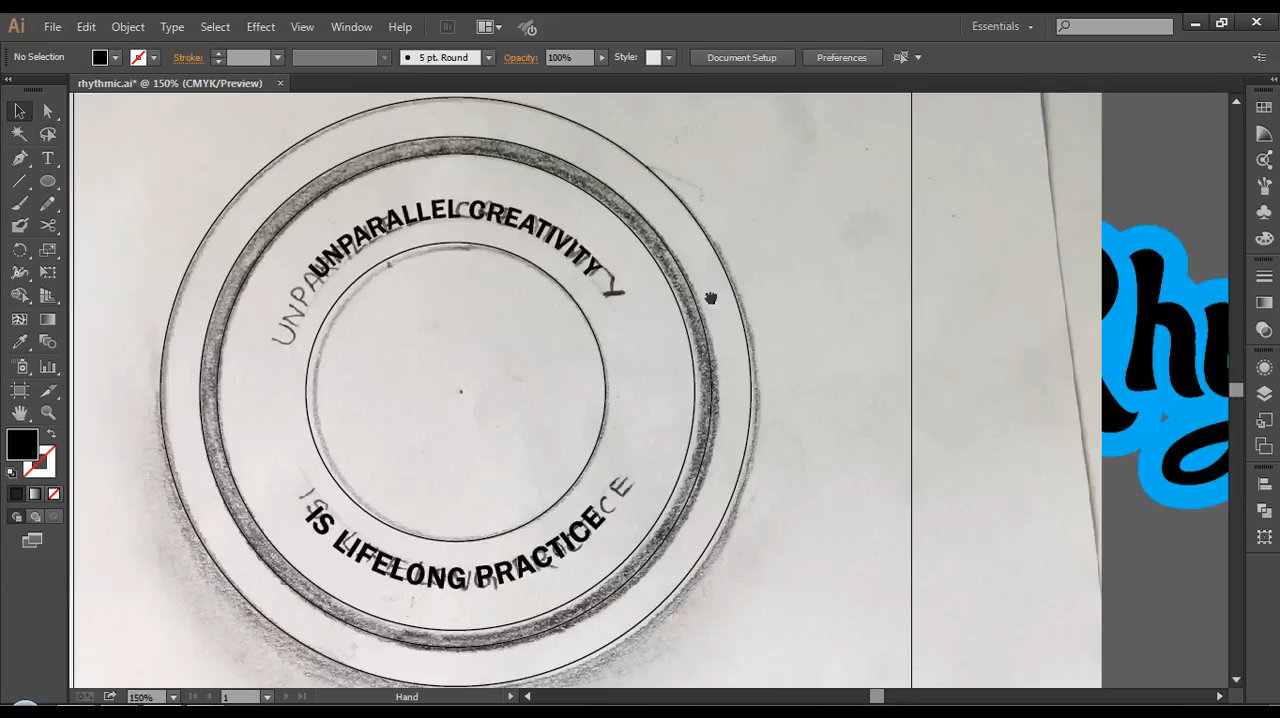 Ai File Edit Object Type Select Effect View Window Help Br Essentials
No Selection Stroke: 5 pt. Round Opacity: 100% Style: Document Setup Preferences
rhythmic.ai* @ 150% (CMYK/Preview)
UNPARALLEL CREATIVITY
IS LIFELONG PRACTICE
150% 1 Hand